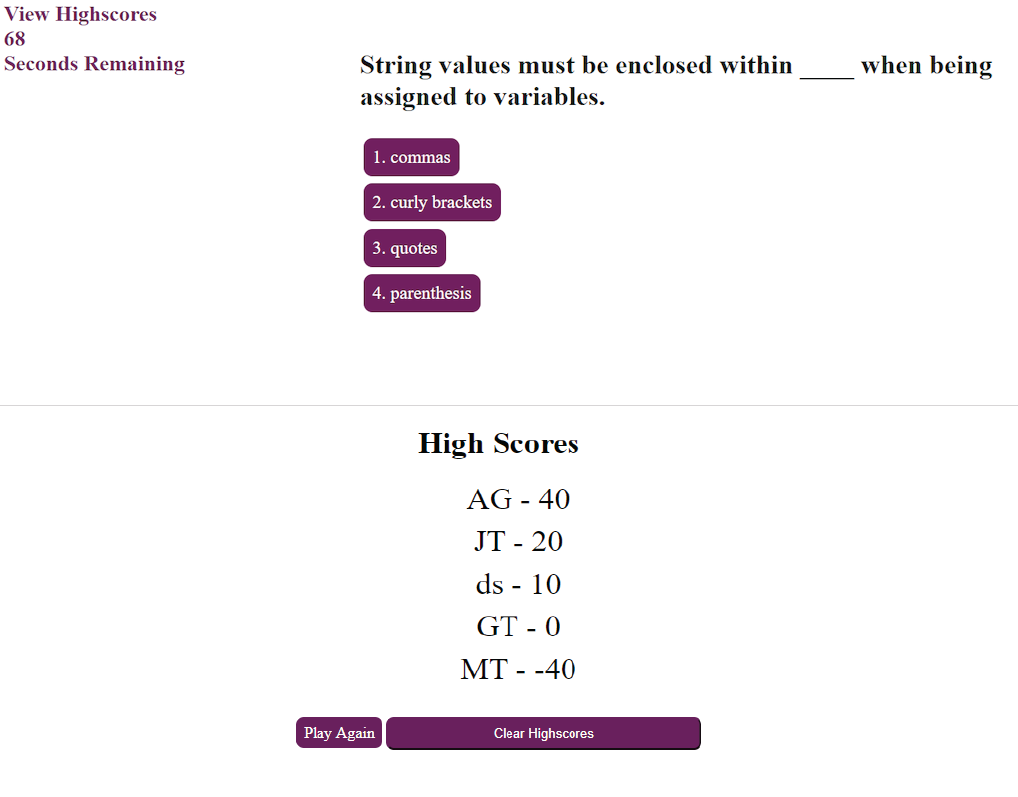 View Highscores
68
Seconds Remaining
String values must be enclosed within ____ when being
assigned to variables.
1. commas
2. curly brackets
3. quotes
4. parenthesis
High Scores
AG - 40
JT - 20
ds - 10
GT - 0
MT - -40
Play Again
Clear Highscores